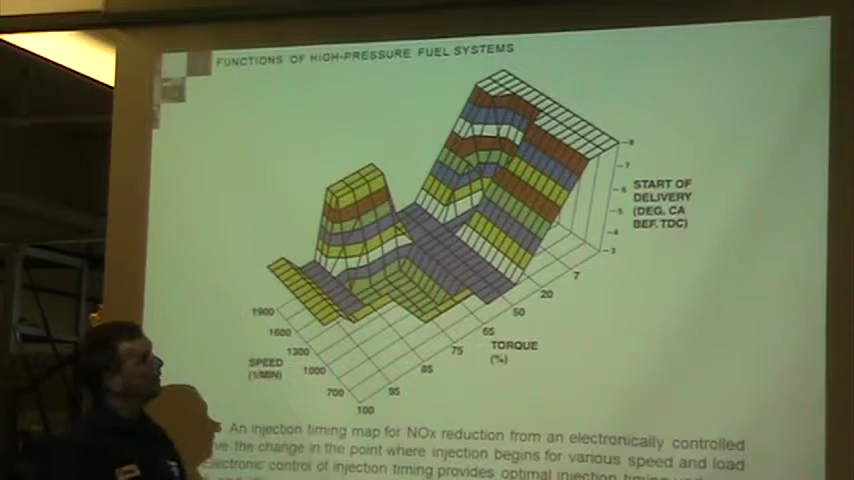 FUNCTIONS OF HIGH-PRESSURE FUEL SYSTEMS
8
7
6
5
4
3
START OF
DELIVERY
(DEG. CA
BEF. TDC)
7
20
50
65
75
85
95
100
TORQUE
(%)
1900
1600
1300
1000
700
SPEED
(1/MIN)
An injection timing map for NOx reduction from an electronically controlled
the change in the point where injection begins for various speed and load
electronic control of injection timing provides optimal injection timing